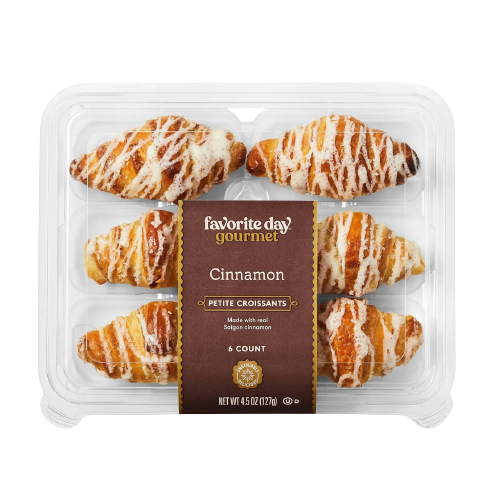 favorite day
gourmet
Cinnamon
PETITE CROISSANTS
Made with real
Saigon cinnamon
6 COUNT
NET WT 4.5 OZ (127g) U D